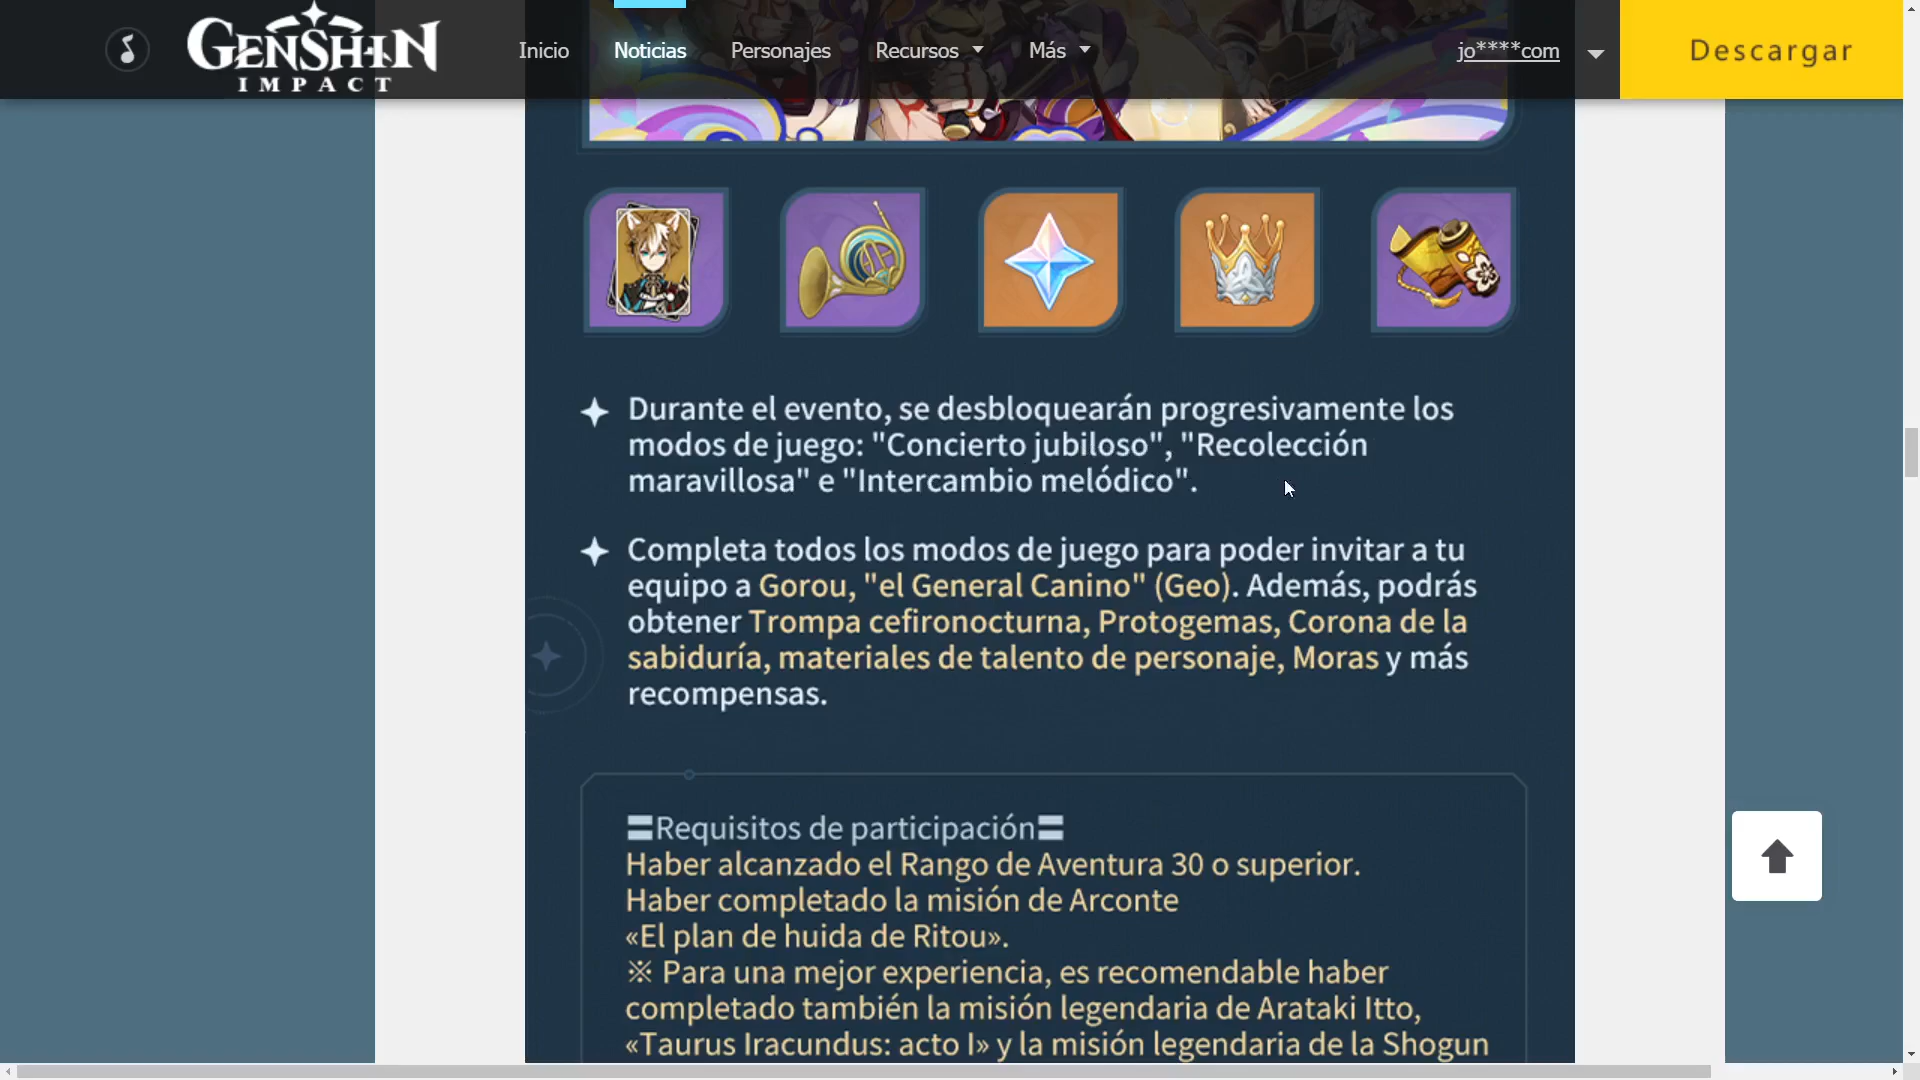 GENSHIN
IMPACT
Inicio
Noticias
Personajes
Recursos
Más
jo****com
Descargar
Durante el evento, se desbloquearán progresivamente los
modos de juego: "Concierto jubiloso", "Recolección
maravillosa" e "Intercambio melódico".
Completa todos los modos de juego para poder invitar a tu
equipo a Gorou, "el General Canino" (Geo). Además, podrás
obtener Trompa cefironocturna, Protogemas, Corona de la
sabiduría, materiales de talento de personaje, Moras y más
recompensas.
〓Requisitos de participación〓
Haber alcanzado el Rango de Aventura 30 o superior.
Haber completado la misión de Arconte
«El plan de huida de Ritou».
※ Para una mejor experiencia, es recomendable haber
completado también la misión legendaria de Arataki Itto,
«Taurus Iracundus: acto I» y la misión legendaria de la Shogun